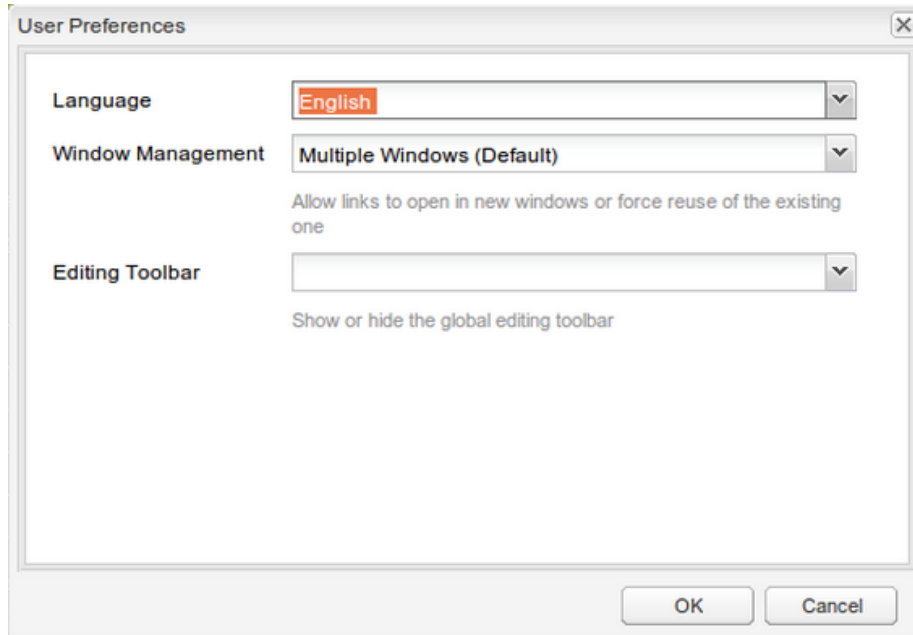 User Preferences
Language
English
Window Management
Multiple Windows (Default)
Allow links to open in new windows or force reuse of the existing
one
Editing Toolbar
Show or hide the global editing toolbar
OK
Cancel